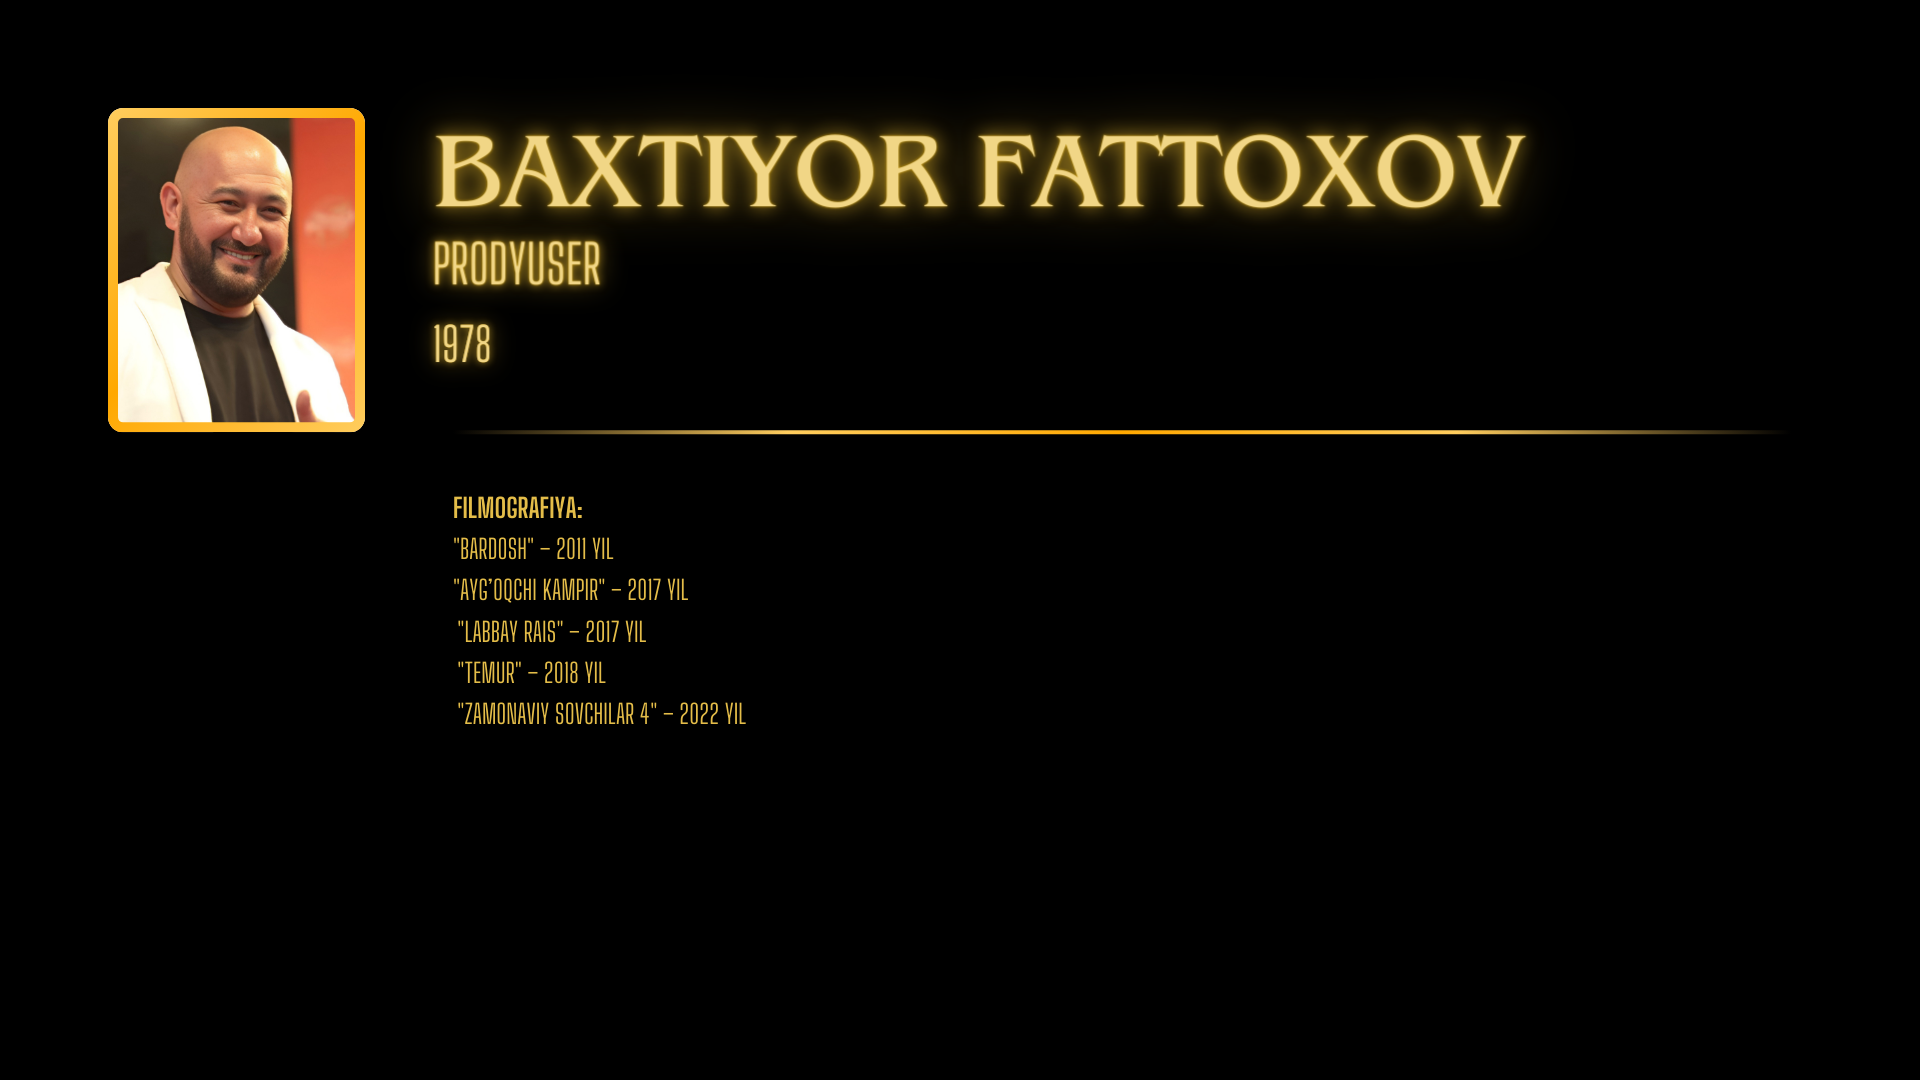 BAXTIYOR FATTOXOV
PRODYUSER
1978
FILMOGRAFIYA:
"BARDOSH" – 2011 YIL
"AYG’OQCHI KAMPIR" – 2017 YIL
"LABBAY RAIS" – 2017 YIL
"TEMUR" – 2018 YIL
"ZAMONAVIY SOVCHILAR 4" – 2022 YIL